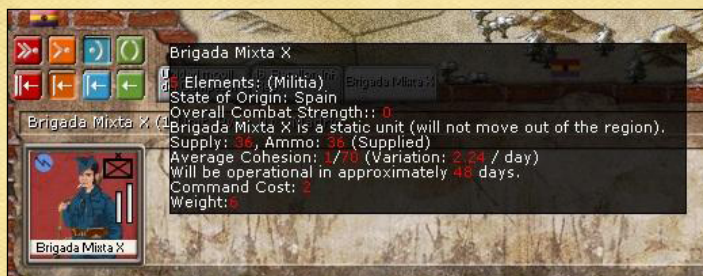 Brigada Mixta X
5 Elements: (Militia)
State of Origin: Spain
Overall Combat Strength:: 0
Brigada Mixta X is a static unit (will not move out of the region).
Supply: 36, Ammo: 36 (Supplied)
Average Cohesion: 1/70 (Variation: 2.24 / day)
Will be operational in approximately 48 days.
Command Cost: 2
Weight:6
Brigada Mixta X
Brigada Mixta X (1
Brigada Mixta X